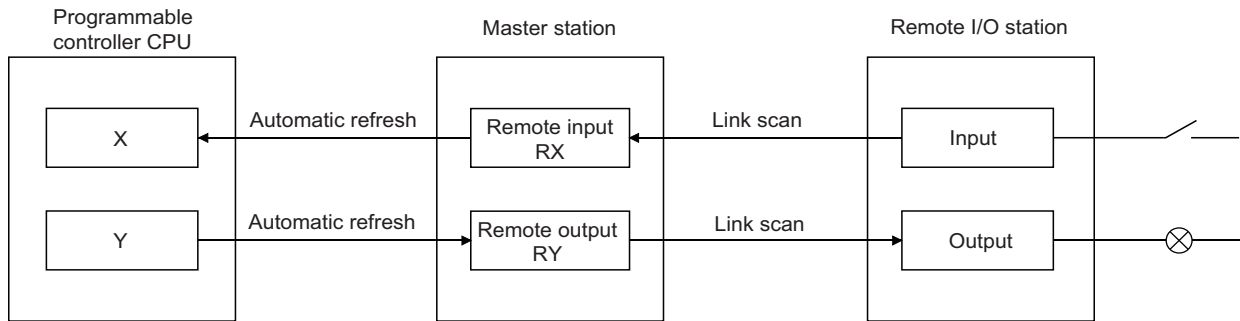 Programmable
controller CPU
Master station
Remote I/O station
X
Automatic refresh
Remote input
RX
Link scan
Input
Y
Automatic refresh
Remote output
RY
Link scan
Output